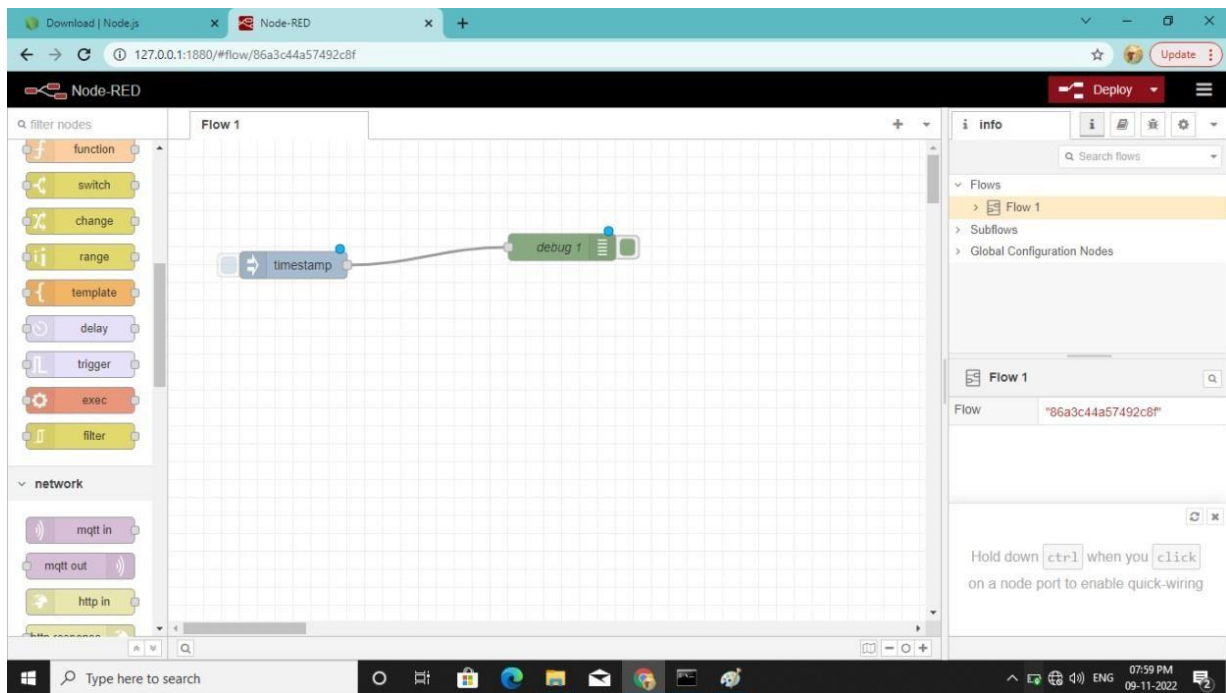 Download | Node.js
Node-RED
127.0.0.1:1880/#flow/86a3c44a57492c8f
Update
Node-RED
Deploy
filter nodes
Flow 1
i info
i
function
switch
change
range
template
delay
trigger
exec
filter
network
mqtt in
mqtt out
http in
timestamp
debug 1
Search flows
Flows
Flow 1
Subflows
Global Configuration Nodes
Flow 1
Flow "86a3c44a57492c8f"
Hold down ctrl when you click
on a node port to enable quick-wiring
Type here to search
ENG
07:59 PM
09-11-2022
2